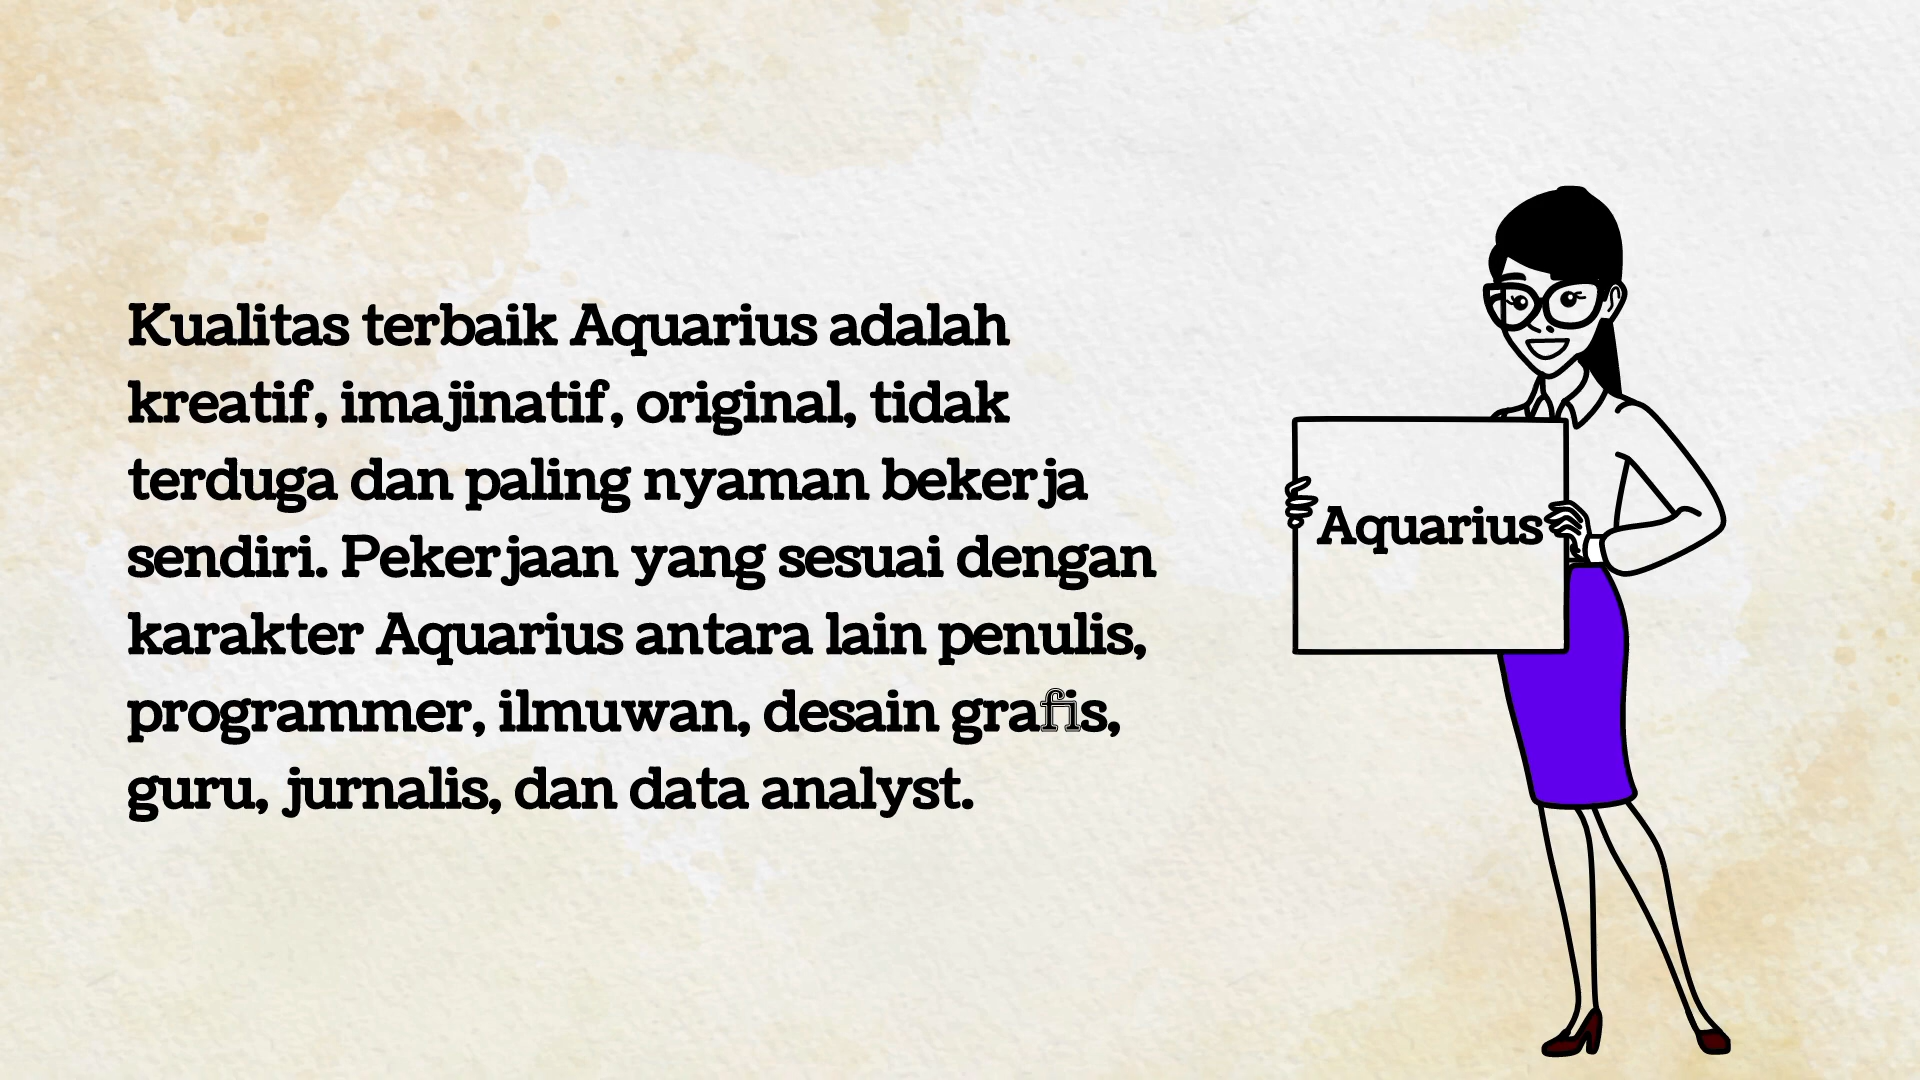 Kualitas terbaik Aquarius adalah
kreatif, imajinatif, original, tidak
terduga dan paling nyaman bekerja
sendiri. Pekerjaan yang sesuai dengan
karakter Aquarius antara lain penulis,
programmer, ilmuwan, desain grafis,
guru, jurnalis, dan data analyst.
Aquarius